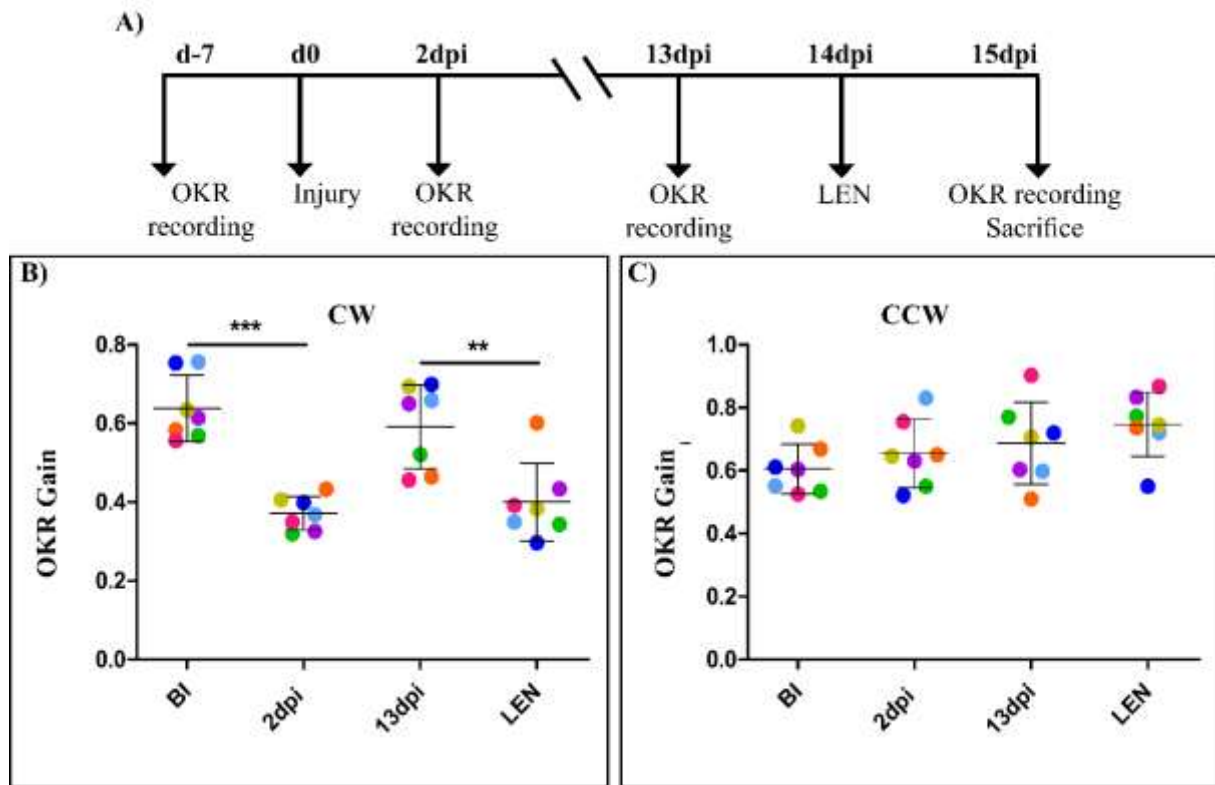 A)
d-7 d0 2dpi 13dpi 14dpi 15dpi
OKR Injury OKR OKR LEN OKR recording
recording recording recording Sacrifice
B)
CW
***
**
OKR Gain
0.8
0.6
0.4
0.2
0.0
BI 2dpi 13dpi LEN
C)
CCW
OKR Gain
1.0
0.8
0.6
0.4
0.2
0.0
BI 2dpi 13dpi LEN